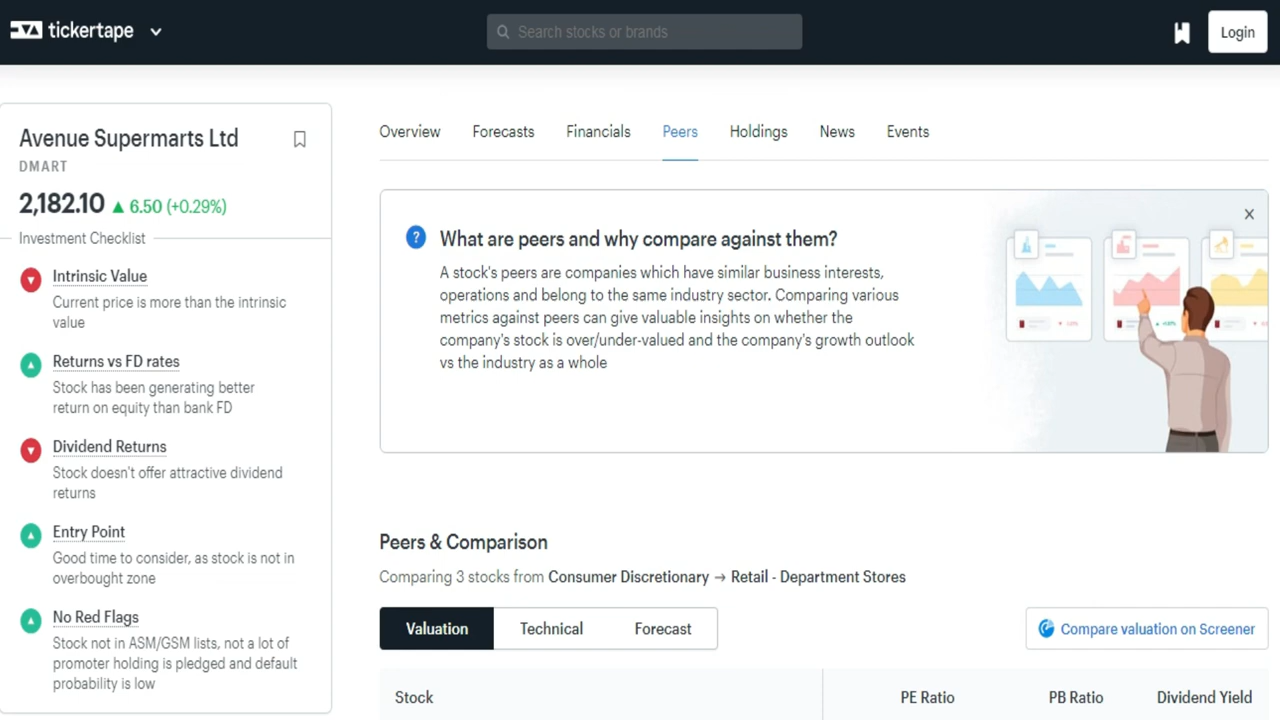 tickertape
Search stocks or brands
Login
Avenue Supermarts Ltd
DMART
2,182.10 ▲ 6.50 (+0.29%)
Investment Checklist
Intrinsic Value
Current price is more than the intrinsic
value
Returns vs FD rates
Stock has been generating better
return on equity than bank FD
Dividend Returns
Stock doesn't offer attractive dividend
returns
Entry Point
Good time to consider, as stock is not in
overbought zone
No Red Flags
Stock not in ASM/GSM lists, not a lot of
promoter holding is pledged and default
probability is low
Overview Forecasts Financials Peers Holdings News Events
What are peers and why compare against them?
A stock's peers are companies which have similar business interests,
operations and belong to the same industry sector. Comparing various
metrics against peers can give valuable insights on whether the
company's stock is over/under-valued and the company's growth outlook
vs the industry as a whole
Peers & Comparison
Comparing 3 stocks from Consumer Discretionary → Retail - Department Stores
Valuation Technical Forecast
Compare valuation on Screener
Stock PE Ratio PB Ratio Dividend Yield